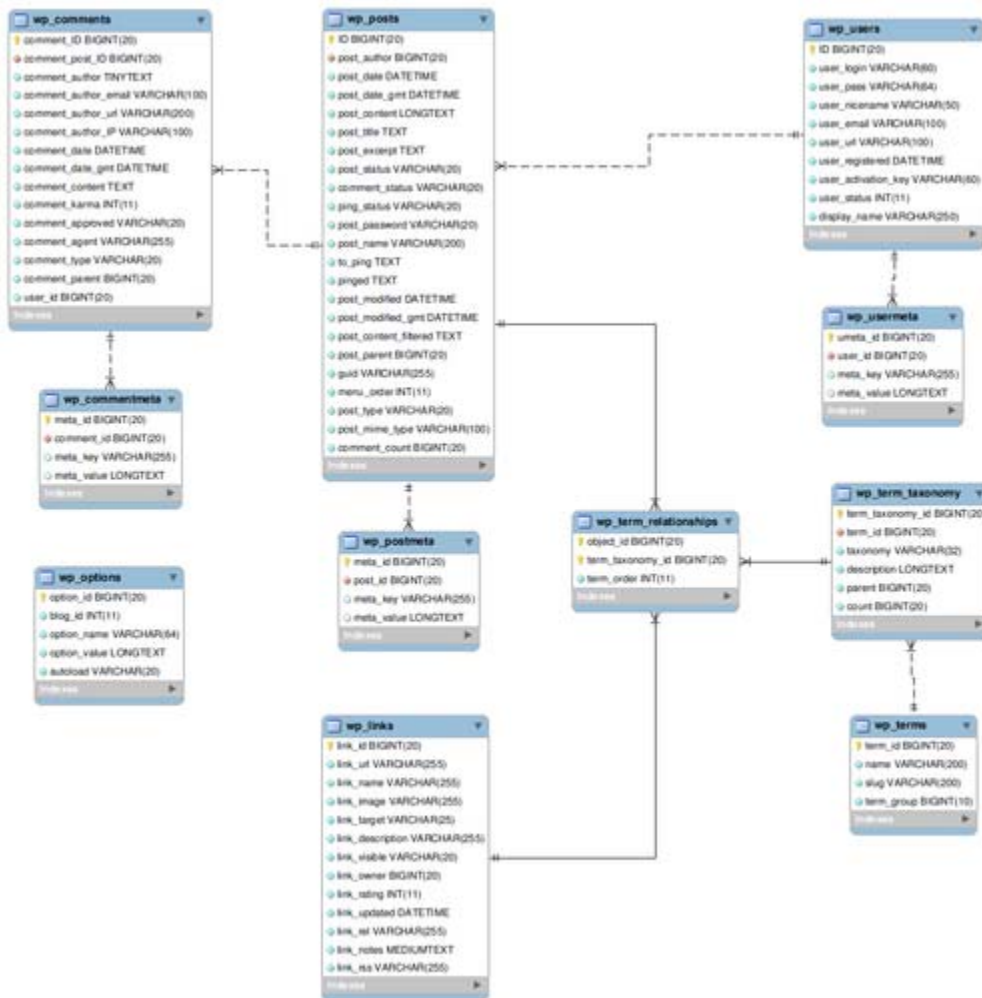 wp_comments
comment_ID BIGINT(20)
comment_post_ID BIGINT(20)
comment_author TINYTEXT
comment_author_email VARCHAR(100)
comment_author_url VARCHAR(200)
comment_author_IP VARCHAR(100)
comment_date DATETIME
comment_date_gmt DATETIME
comment_content TEXT
comment_karma INT(11)
comment_approved VARCHAR(20)
comment_agent VARCHAR(255)
comment_type VARCHAR(20)
comment_parent BIGINT(20)
user_id BIGINT(20)
Indexes
wp_posts
ID BIGINT(20)
post_author BIGINT(20)
post_date DATETIME
post_date_gmt DATETIME
post_content LONGTEXT
post_title TEXT
post_excerpt TEXT
post_status VARCHAR(20)
comment_status VARCHAR(20)
ping_status VARCHAR(20)
post_password VARCHAR(20)
post_name VARCHAR(200)
to_ping TEXT
pinged TEXT
post_modified DATETIME
post_modified_gmt DATETIME
post_content_filtered TEXT
post_parent BIGINT(20)
guid VARCHAR(255)
menu_order INT(11)
post_type VARCHAR(20)
post_mime_type VARCHAR(100)
comment_count BIGINT(20)
Indexes
wp_users
ID BIGINT(20)
user_login VARCHAR(60)
user_pass VARCHAR(64)
user_nicename VARCHAR(50)
user_email VARCHAR(100)
user_url VARCHAR(100)
user_registered DATETIME
user_activation_key VARCHAR(60)
user_status INT(11)
display_name VARCHAR(250)
Indexes
wp_usermeta
umeta_id BIGINT(20)
user_id BIGINT(20)
meta_key VARCHAR(255)
meta_value LONGTEXT
Indexes
wp_commentmeta
meta_id BIGINT(20)
comment_id BIGINT(20)
meta_key VARCHAR(255)
meta_value LONGTEXT
Indexes
wp_postmeta
meta_id BIGINT(20)
post_id BIGINT(20)
meta_key VARCHAR(255)
meta_value LONGTEXT
Indexes
wp_term_relationships
object_id BIGINT(20)
term_taxonomy_id BIGINT(20)
term_order INT(11)
Indexes
wp_term_taxonomy
term_taxonomy_id BIGINT(20
term_id BIGINT(20)
taxonomy VARCHAR(32)
description LONGTEXT
parent BIGINT(20)
count BIGINT(20)
Indexes
wp_options
option_id BIGINT(20)
blog_id INT(11)
option_name VARCHAR(64)
option_value LONGTEXT
autoload VARCHAR(20)
Indexes
wp_links
link_id BIGINT(20)
link_url VARCHAR(255)
link_name VARCHAR(255)
link_image VARCHAR(255)
link_target VARCHAR(25)
link_description VARCHAR(255)
link_visible VARCHAR(20)
link_owner BIGINT(20)
link_rating INT(11)
link_updated DATETIME
link_rel VARCHAR(255)
link_notes MEDIUMTEXT
link_rss VARCHAR(255)
Indexes
wp_terms
term_id BIGINT(20)
name VARCHAR(200)
slug VARCHAR(200)
term_group BIGINT(10)
Indexes